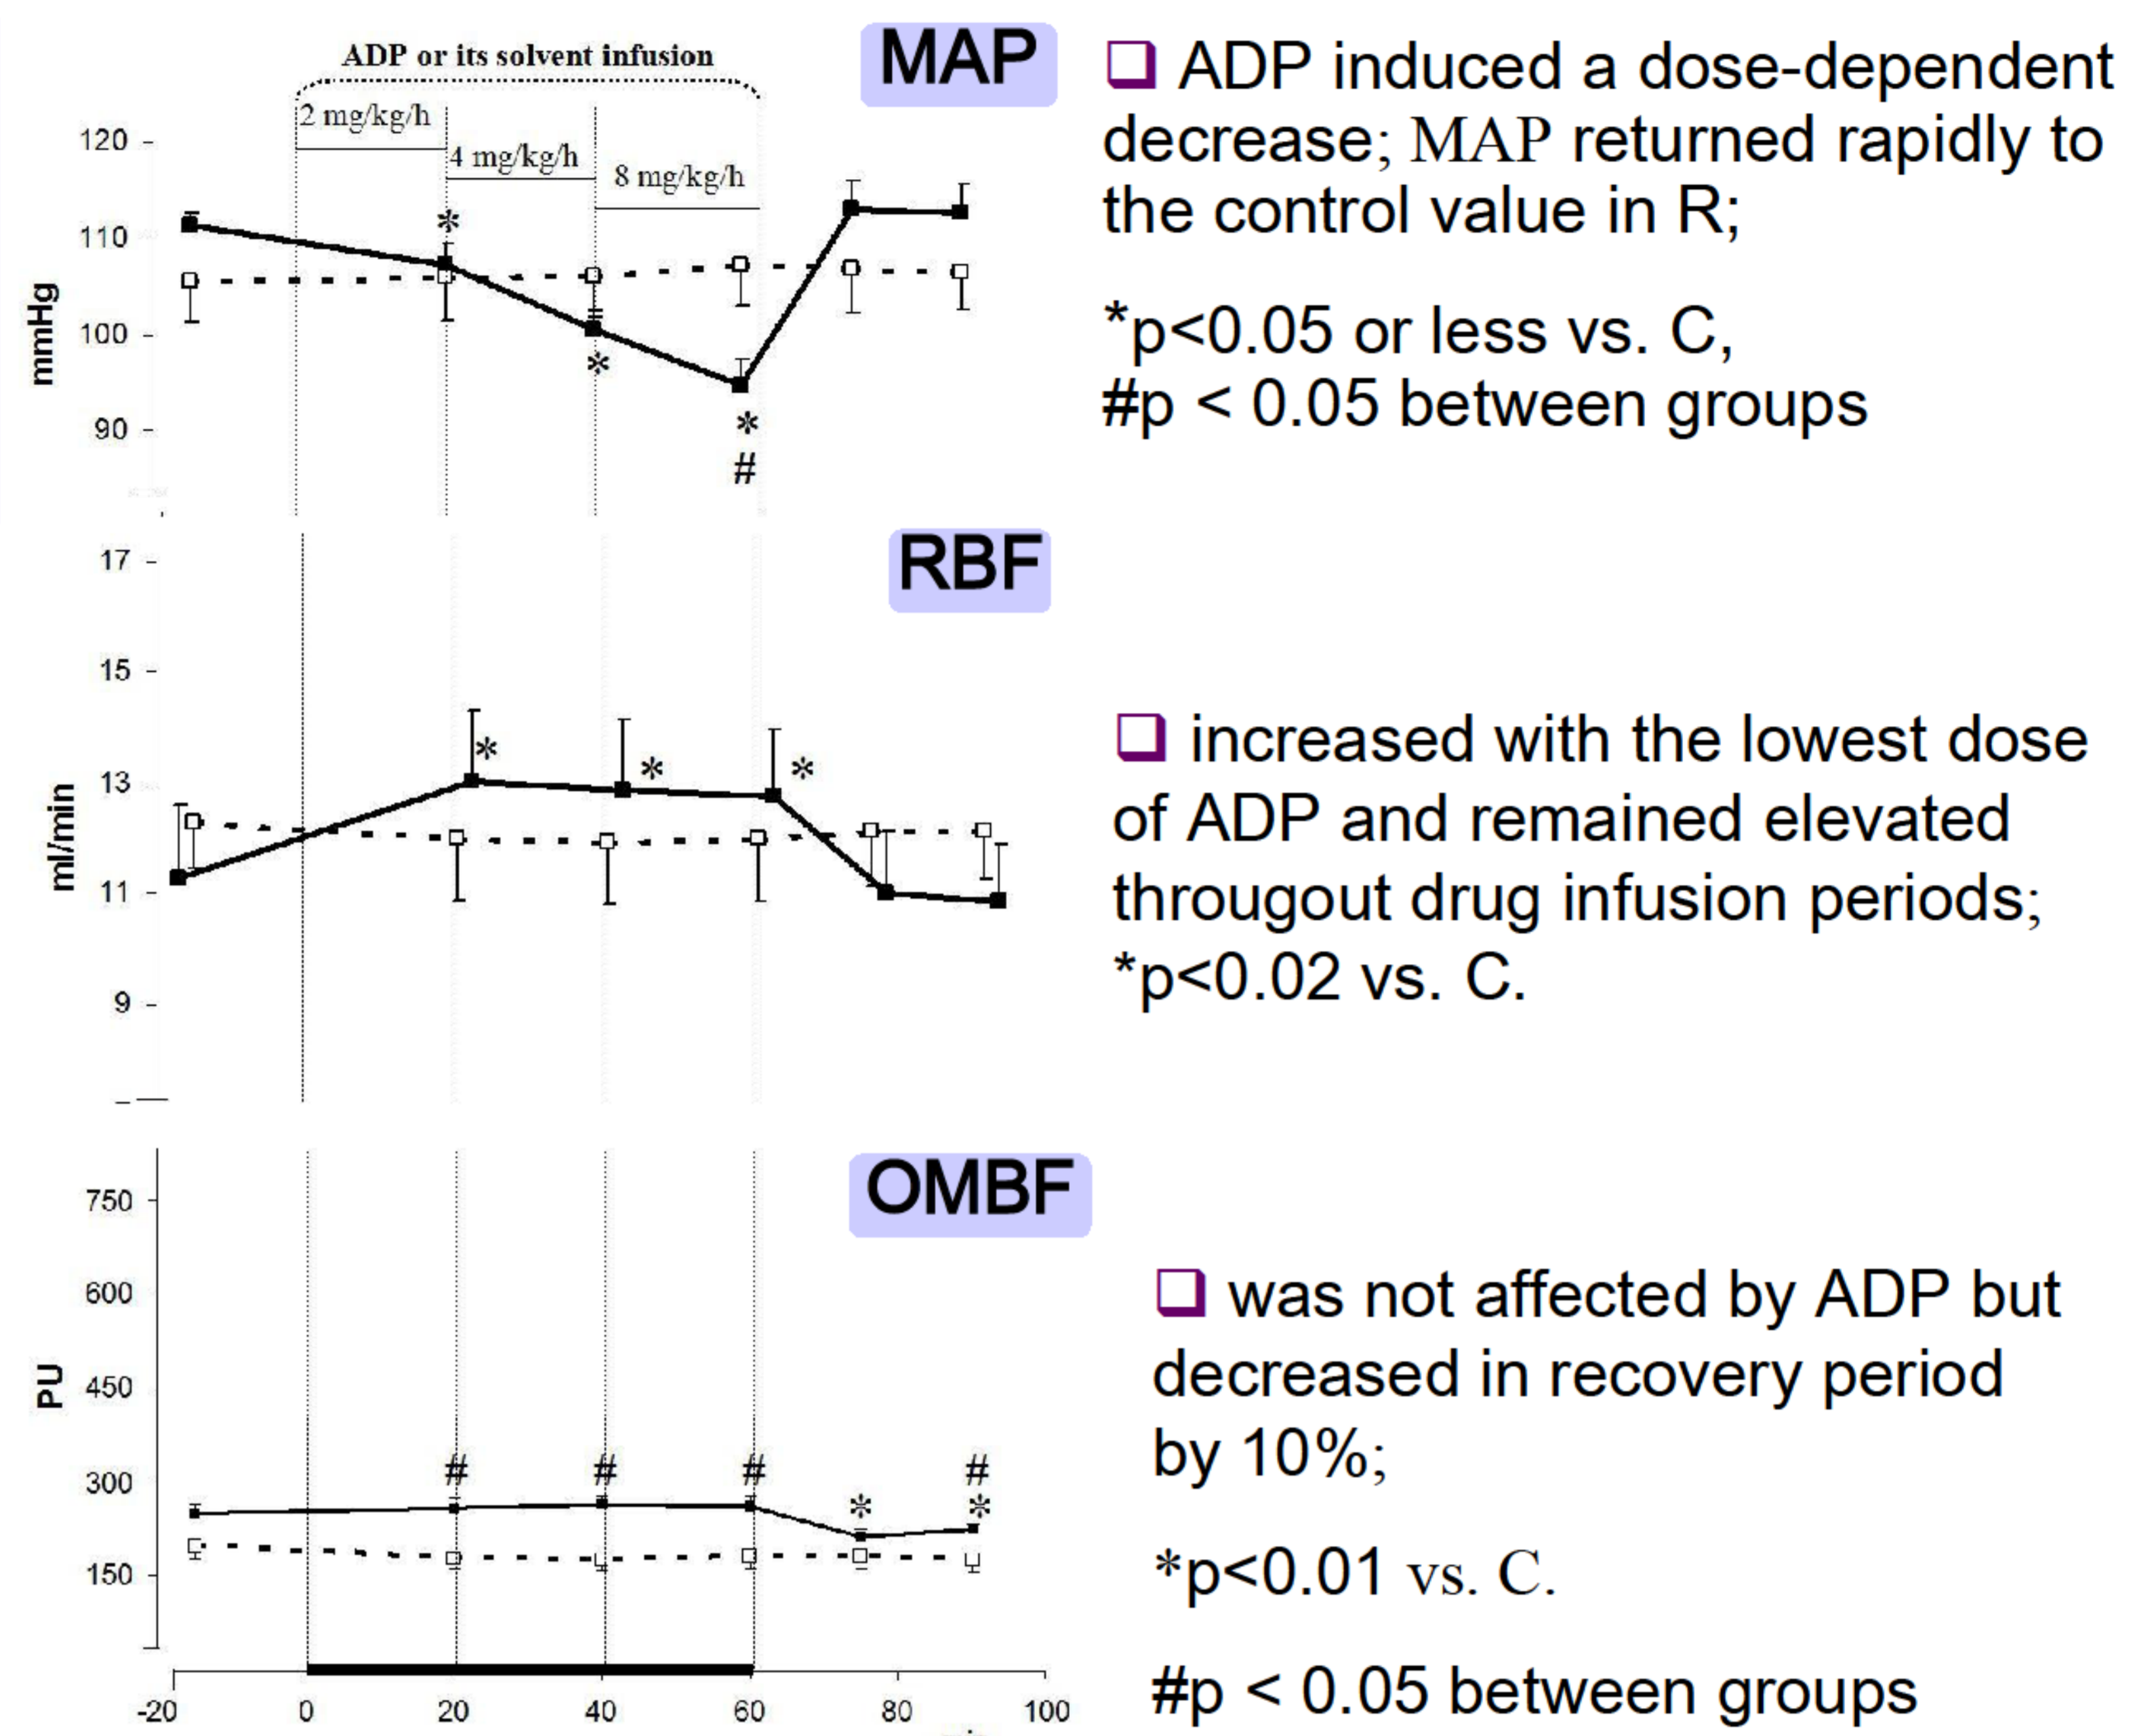 ADP or its solvent infusion
2 mg/kg/h
4 mg/kg/h
8 mg/kg/h
MAP
120
110
100
90
mmHg
*
*
*
#
❑ ADP induced a dose-dependent
decrease; MAP returned rapidly to
the control value in R;
*p<0.05 or less vs. C,
#p < 0.05 between groups
RBF
17
15
13
11
9
ml/min
* * *
❑ increased with the lowest dose
of ADP and remained elevated
througout drug infusion periods;
*p<0.02 vs. C.
OMBF
750
600
450
300
150
PU
# # # #
* *
-20 0 20 40 60 80 100
❑ was not affected by ADP but
decreased in recovery period
by 10%;
*p<0.01 vs. C.
#p < 0.05 between groups